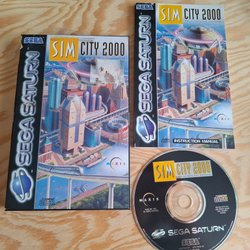 SEGA
SIM CITY 2000
SEGA SATURN
MAXIS
SEGA
SIM CITY 2000
SEGA SATURN
MAXIS
INSTRUCTION MANUAL
SIM CITY 2000
MAXIS
SEGA SATURN